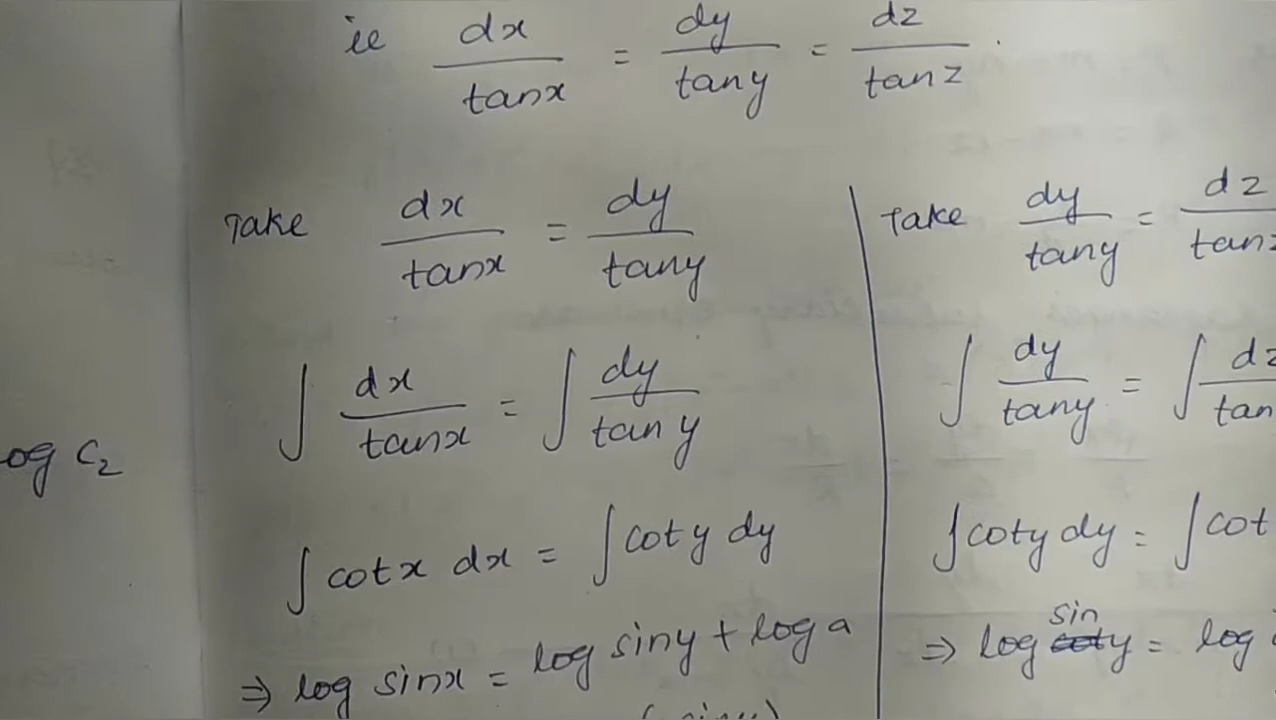 ie dx/tanx = dy/tany = dz/tanz .
Take dx/tanx = dy/tany
∫ dx/tanx = ∫ dy/tan y
∫ cotx dx = ∫ cot y dy
⇒ log sinx = log siny + log a
Take dy/tany = dz/tanz
∫ dy/tany = ∫ dz/tan
∫ coty dy = ∫ cot
⇒ log sin y = log
og C₂